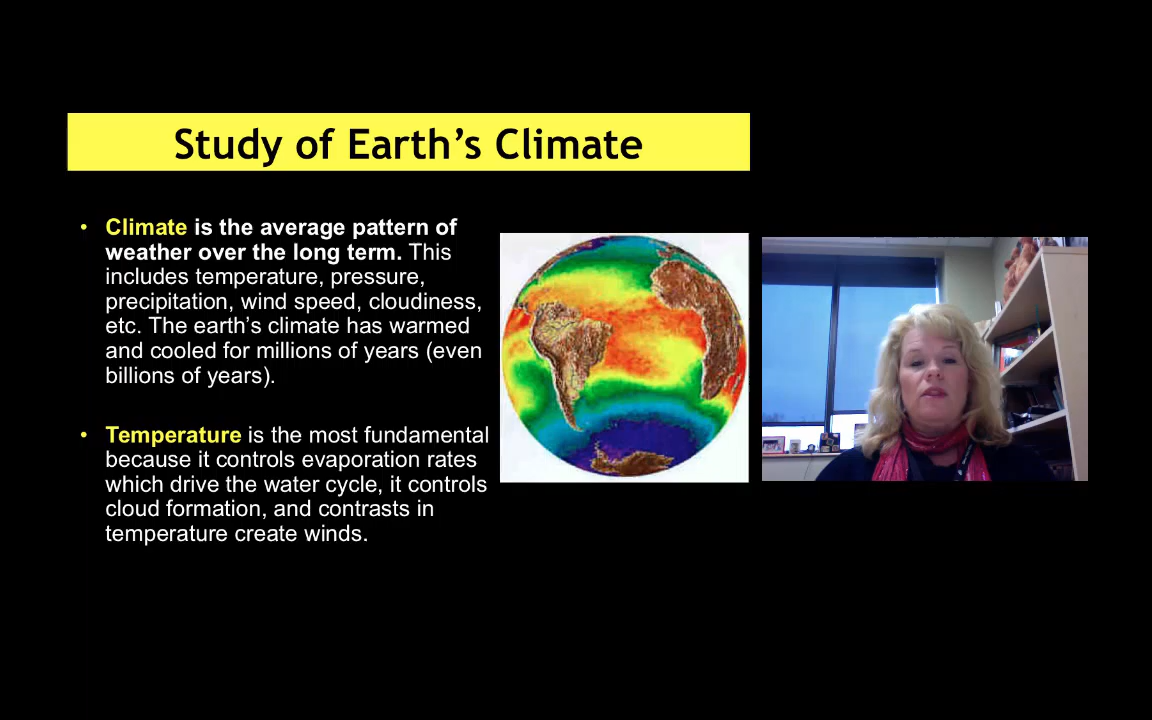 Study of Earth’s Climate
• Climate is the average pattern of
weather over the long term. This
includes temperature, pressure,
precipitation, wind speed, cloudiness,
etc. The earth’s climate has warmed
and cooled for millions of years (even
billions of years).
• Temperature is the most fundamental
because it controls evaporation rates
which drive the water cycle, it controls
cloud formation, and contrasts in
temperature create winds.